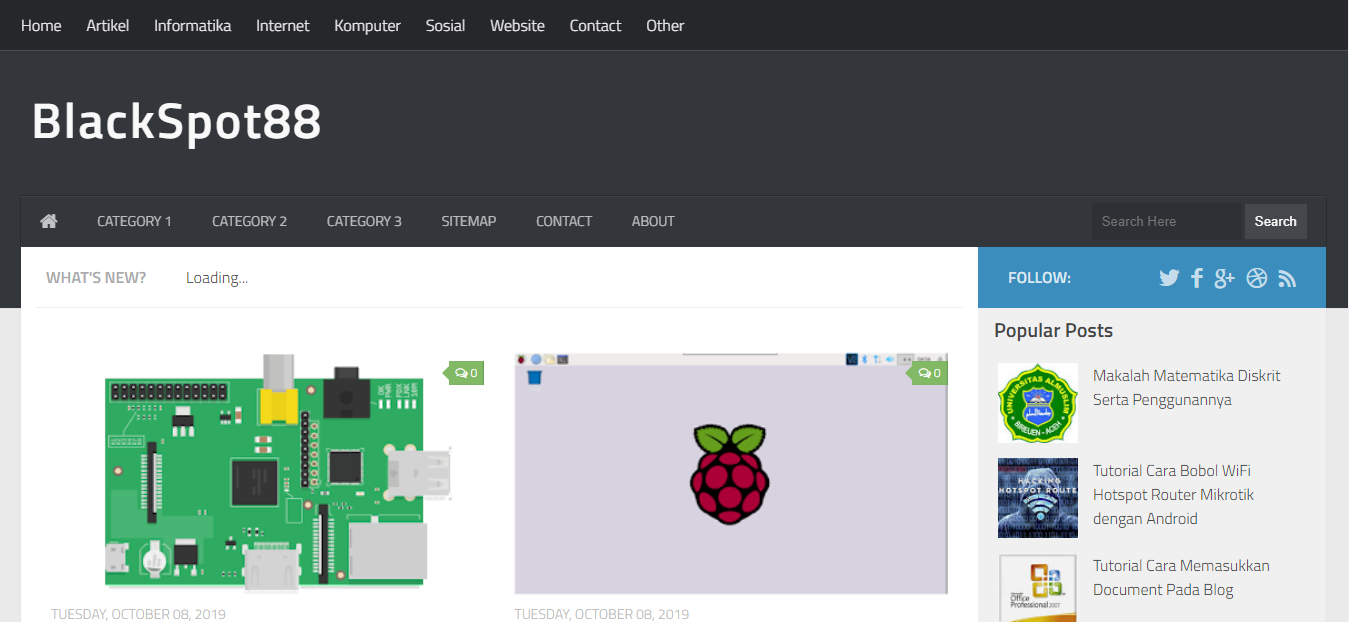 Home Artikel Informatika Internet Komputer Sosial Website Contact Other
BlackSpot88
CATEGORY 1 CATEGORY 2 CATEGORY 3 SITEMAP CONTACT ABOUT Search Here Search
WHAT'S NEW? Loading...
FOLLOW:
0
0
TUESDAY, OCTOBER 08, 2019
TUESDAY, OCTOBER 08, 2019
Popular Posts
UNIVERSITAS ALMUSLIM
BIREUEN - ACEH
Makalah Matematika Diskrit
Serta Penggunannya
HACKING
HOTSPOT ROUTE
Tutorial Cara Bobol WiFi
Hotspot Router Mikrotik
dengan Android
Microsoft
Office
Professional 2007
Tutorial Cara Memasukkan
Document Pada Blog